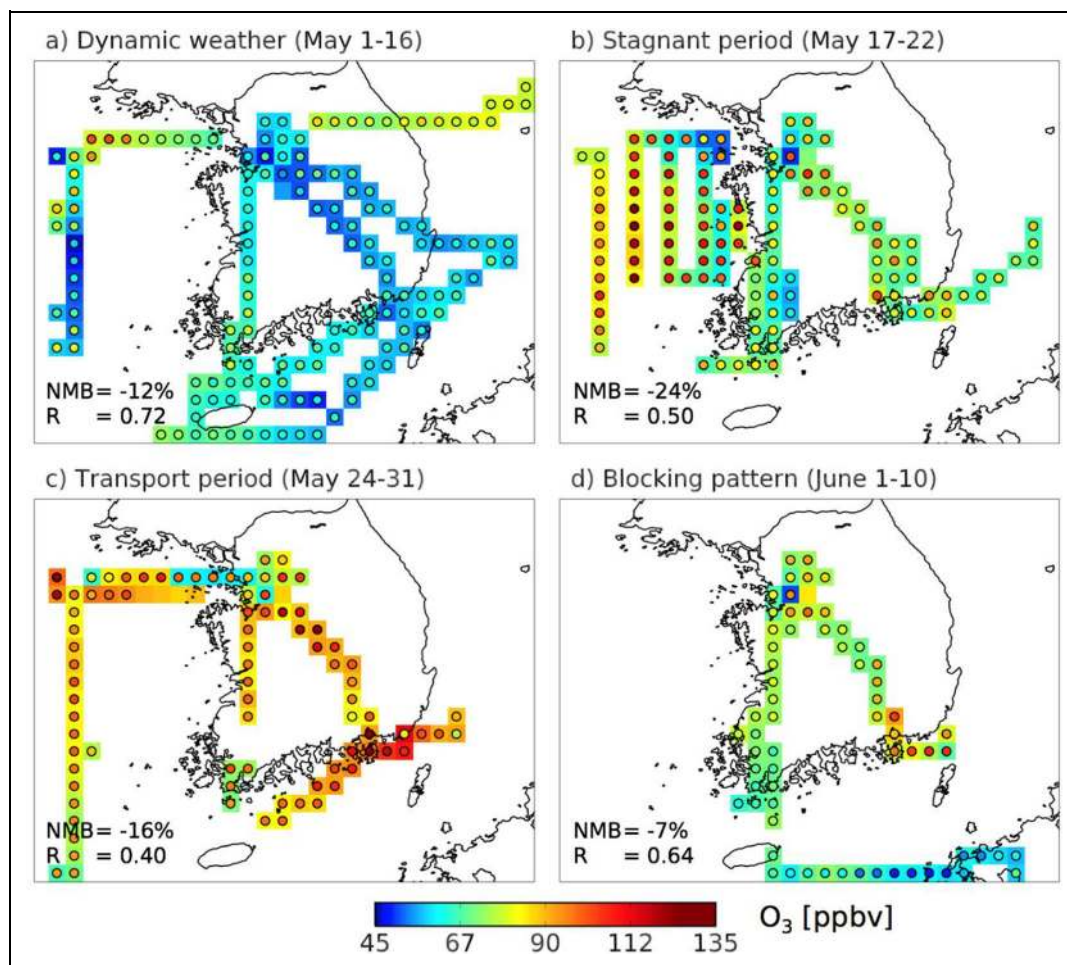 a) Dynamic weather (May 1-16)
b) Stagnant period (May 17-22)
NMB= -12%
R = 0.72
NMB= -24%
R = 0.50
c) Transport period (May 24-31)
d) Blocking pattern (June 1-10)
NMB= -16%
R = 0.40
NMB= -7%
R = 0.64
45 67 90 112 135
O₃ [ppbv]